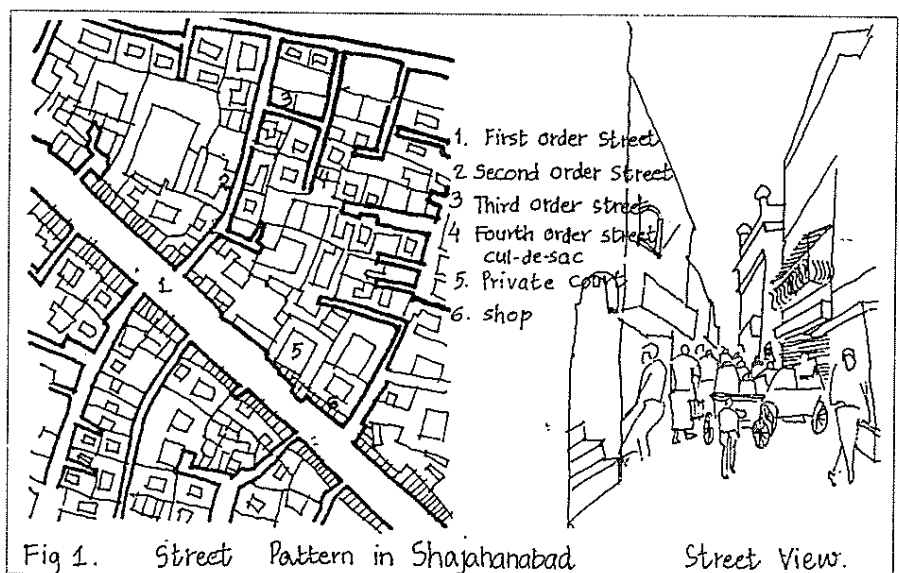 1. First order Street
2 Second Order Street
3 Third order street
4 Fourth order street
cul-de-sac
5. Private Court
6. shop
3
2
4
1
5
6
Fig 1. Street Pattern in Shajahanabad Street View.